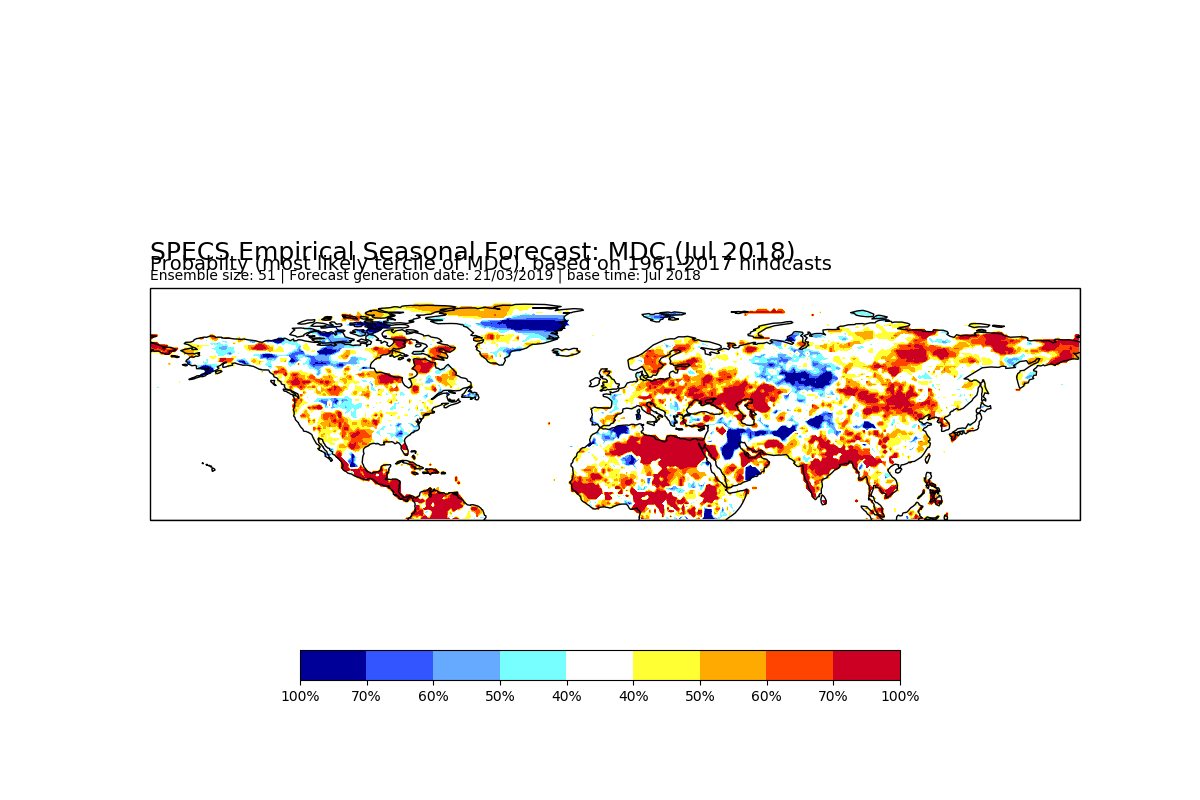 SPECS Empirical Seasonal Forecast: MDC (Jul 2018)
Probabilty (most likely tercile of MDC), based on 1961-2017 hindcasts
Ensemble size: 51 | Forecast generation date: 21/03/2019 | base time: Jul 2018
100% 70% 60% 50% 40% 40% 50% 60% 70% 100%